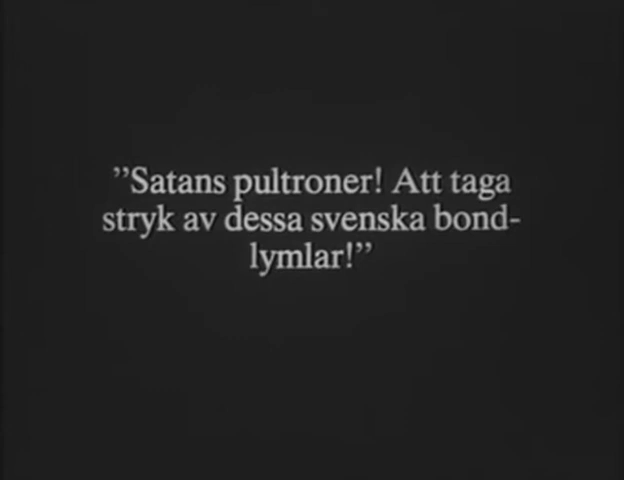 ”Satans pultroner! Att taga
stryk av dessa svenska bond-
lymlar!”